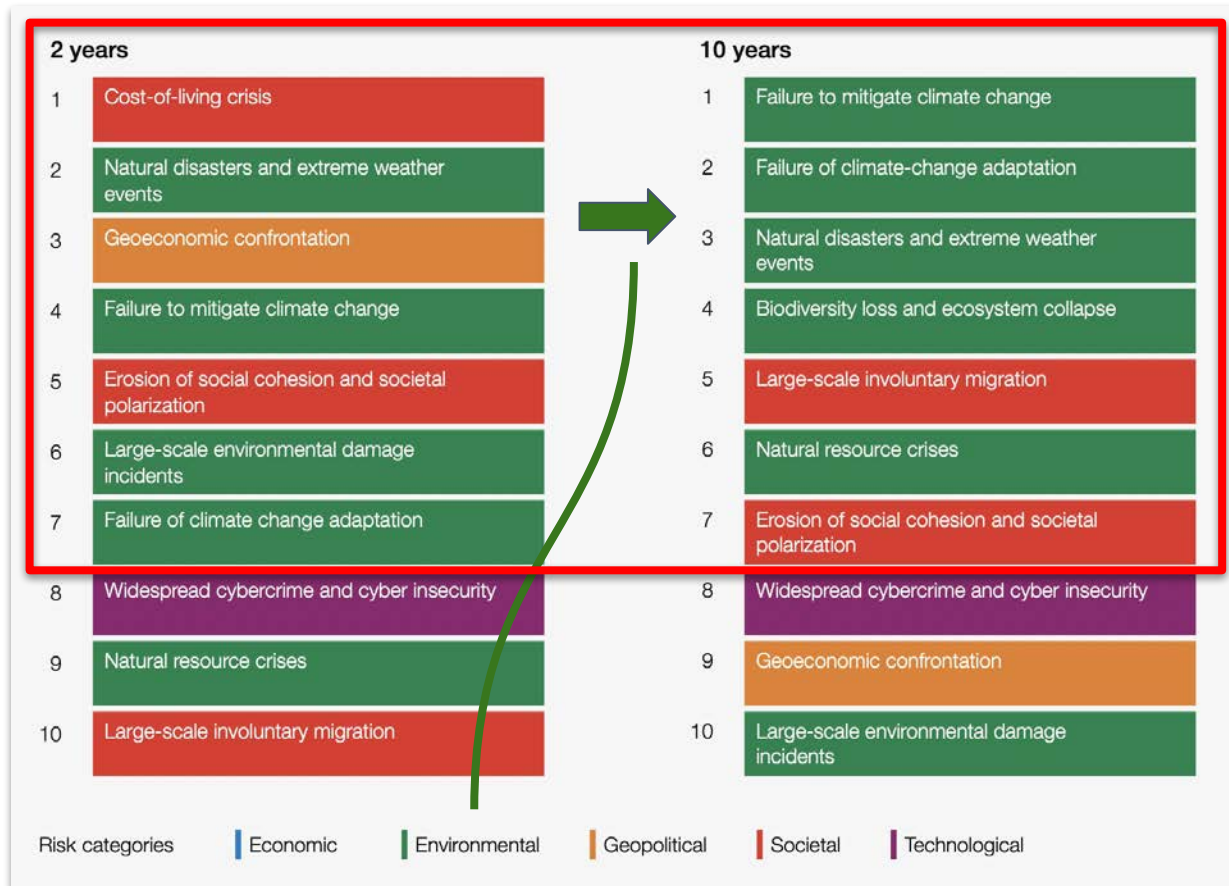 2 years
1
Cost-of-living crisis
2
Natural disasters and extreme weather
events
3
Geoeconomic confrontation
4
Failure to mitigate climate change
5
Erosion of social cohesion and societal
polarization
6
Large-scale environmental damage
incidents
7
Failure of climate change adaptation
8
Widespread cybercrime and cyber insecurity
9
Natural resource crises
10
Large-scale involuntary migration
10 years
1
Failure to mitigate climate change
2
Failure of climate-change adaptation
3
Natural disasters and extreme weather
events
4
Biodiversity loss and ecosystem collapse
5
Large-scale involuntary migration
6
Natural resource crises
7
Erosion of social cohesion and societal
polarization
8
Widespread cybercrime and cyber insecurity
9
Geoeconomic confrontation
10
Large-scale environmental damage
incidents
Risk categories
Economic
Environmental
Geopolitical
Societal
Technological